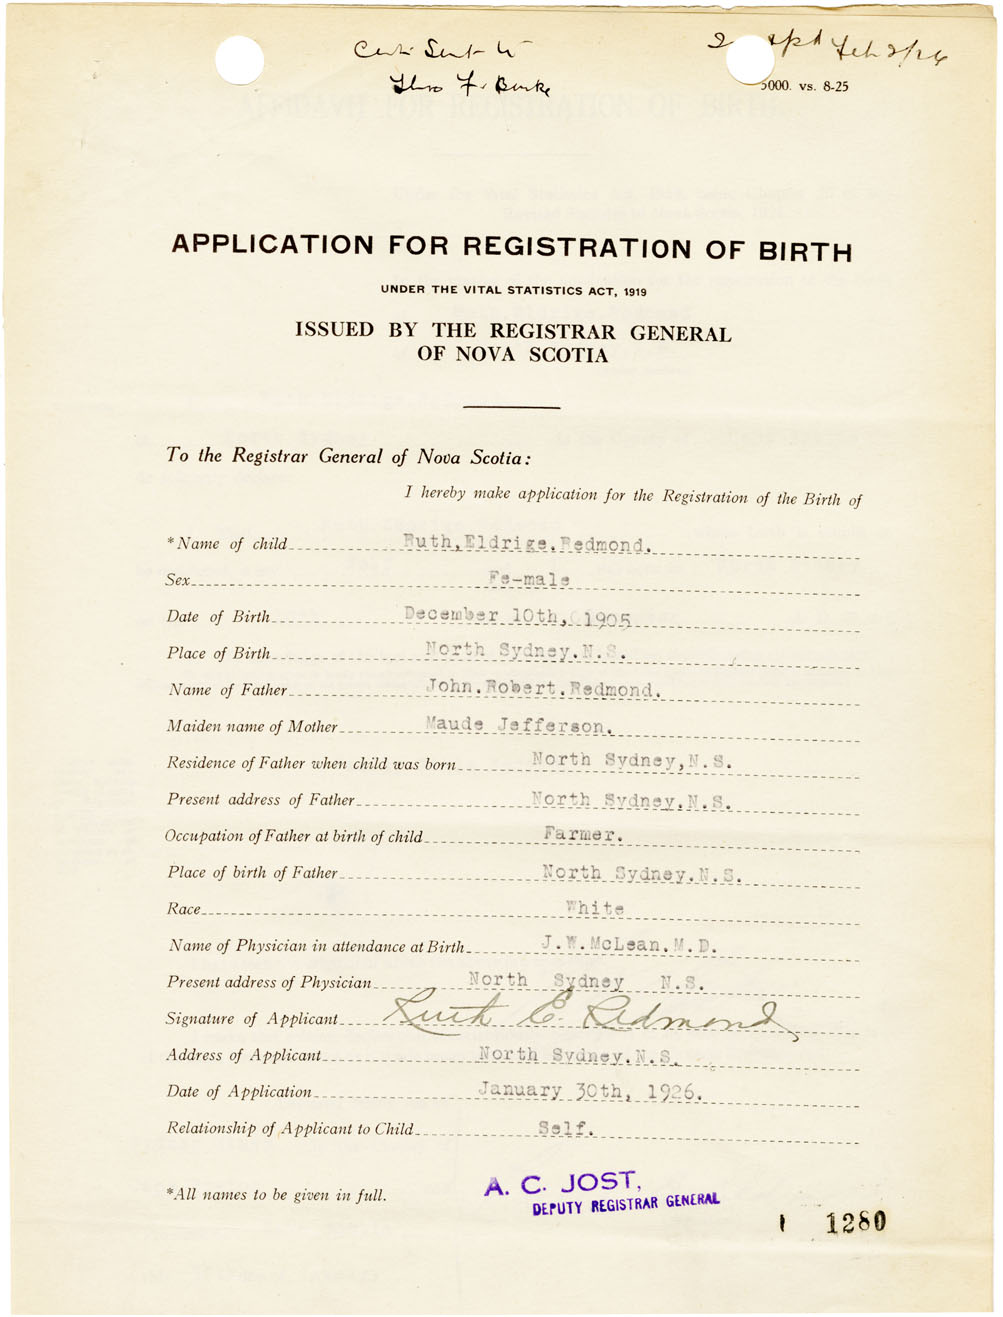 Certi Sent to
Feb 2/26
Thos F. Burke
5000. vs. 8-25
APPLICATION FOR REGISTRATION OF BIRTH
UNDER THE VITAL STATISTICS ACT, 1919
ISSUED BY THE REGISTRAR GENERAL
OF NOVA SCOTIA
To the Registrar General of Nova Scotia:
I hereby make application for the Registration of the Birth of
*Name of child Ruth,Eldrige.Redmond.
Sex Fe-male
Date of Birth December 10th, 1905
Place of Birth North Sydney.N.S.
Name of Father John.Robert.Redmond.
Maiden name of Mother Maude Jefferson.
Residence of Father when child was born North Sydney,N.S.
Present address of Father North Sydney.N.S.
Occupation of Father at birth of child Farmer.
Place of birth of Father North Sydney.N.S.
Race White
Name of Physician in attendance at Birth J.W.McLean.M.D.
Present address of Physician North Sydney N.S.
Signature of Applicant Ruth E. Redmond
Address of Applicant North Sydney.N.S.
Date of Application January 30th, 1926.
Relationship of Applicant to Child Self.
*All names to be given in full.
A. C. JOST,
DEPUTY REGISTRAR GENERAL
1280